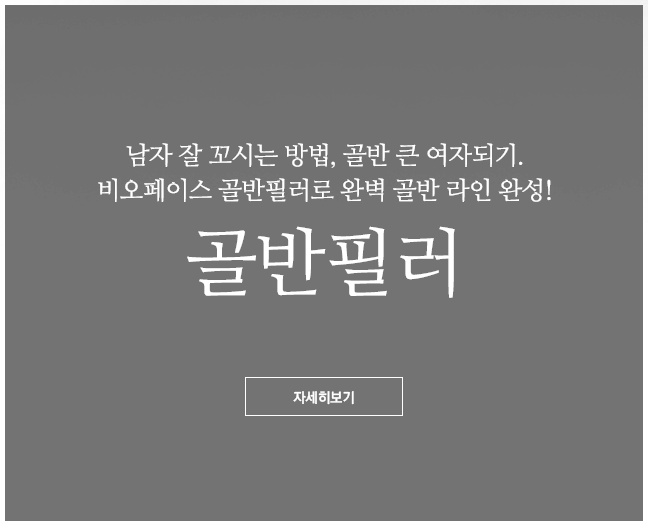 남자 잘 꼬시는 방법, 골반 큰 여자되기.
비오페이스 골반필러로 완벽 골반 라인 완성!
골반필러
자세히보기